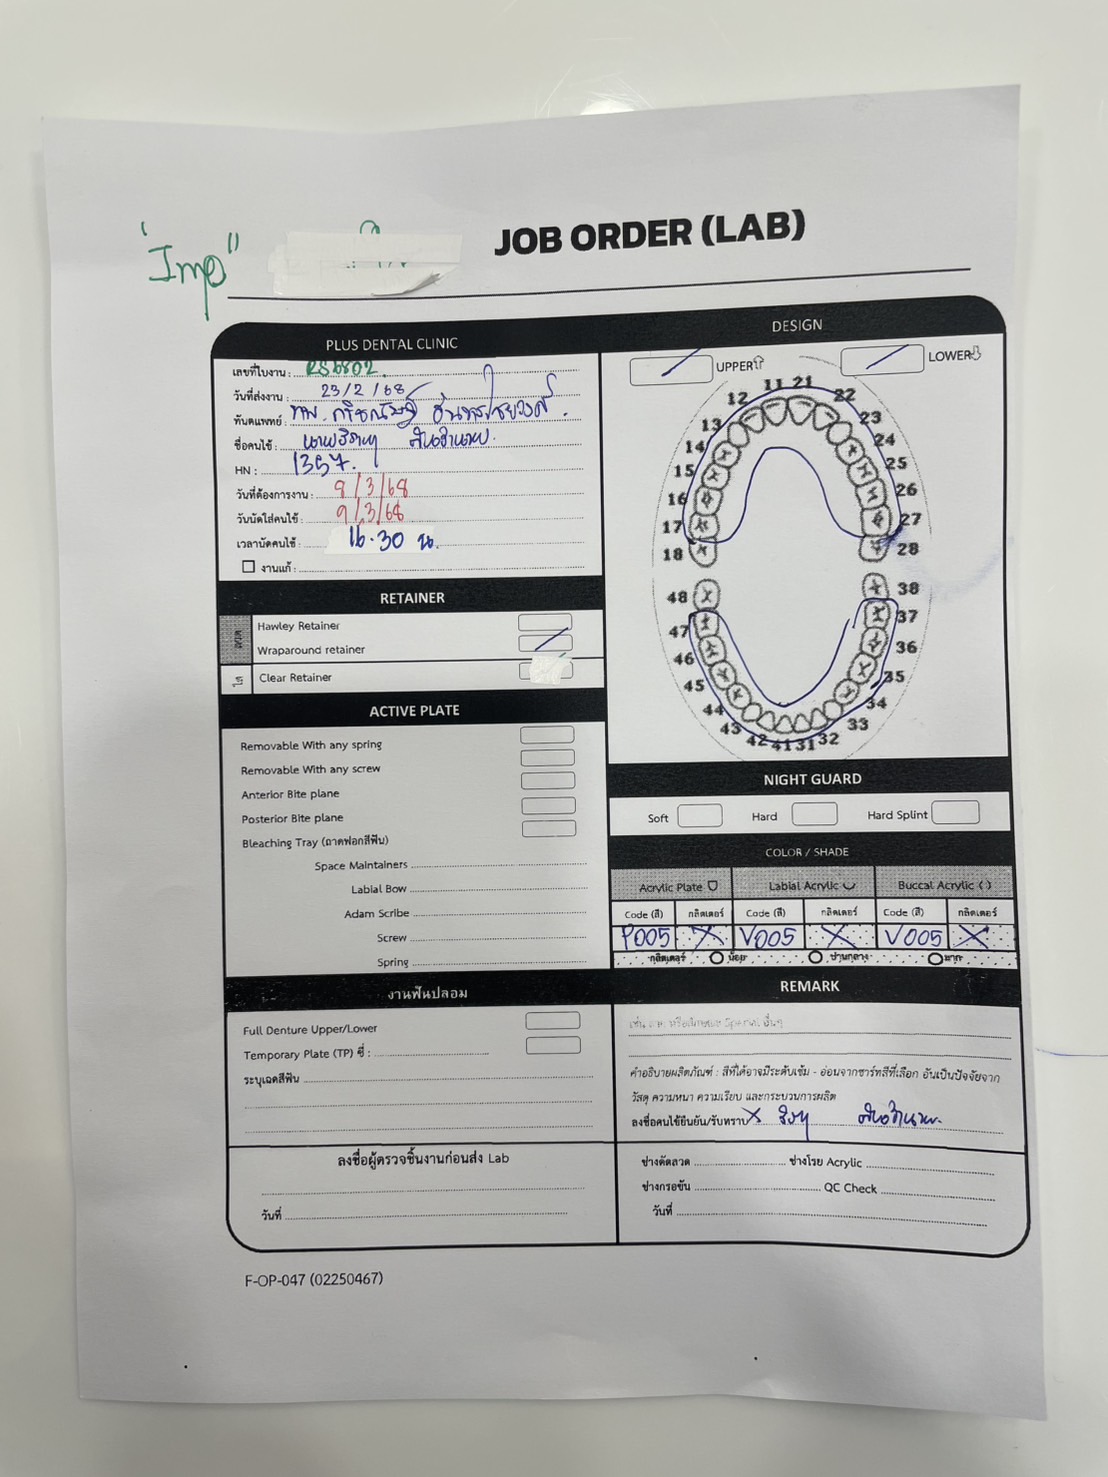 "Imp"
JOB ORDER (LAB)
PLUS DENTAL CLINIC
เลขที่ใบงาน : RS6802.
วันที่ส่งงาน : 23/2/68
ทันตแพทย์ : ทพ.
ชื่อคนไข้ :
HN : 1357.
วันที่ต้องการงาน : 9/3/68
วันนัดใส่คนไข้ : 9/3/68
เวลานัดคนไข้ : 16.30 น.
งานแก้ :
DESIGN
UPPER
LOWER
11 21
12 22
13 23
14 24
15 25
16 26
17 27
18 28
48 38
47 37
46 36
45 35
44 34
43 42 41 31 32 33
RETAINER
ลวด
Hawley Retainer
Wraparound retainer
ใส
Clear Retainer
ACTIVE PLATE
Removable With any spring
Removable With any screw
Anterior Bite plane
Posterior Bite plane
Bleaching Tray (ถาดฟอกสีฟัน)
Space Maintainers
Labial Bow
Adam Scribe
Screw
Spring
NIGHT GUARD
Soft Hard Hard Splint
COLOR / SHADE
Acrylic Plate Labial Acrylic Buccal Acrylic ( )
Code (สี) กลิตเตอร์ Code (สี) กลิตเตอร์ Code (สี) กลิตเตอร์
P005 X V005 X V005 X
กลิตเตอร์ น้อย ปานกลาง มาก
งานฟันปลอม
Full Denture Upper/Lower
Temporary Plate (TP) ซี่ :
ระบุเฉดสีฟัน
REMARK
คำอธิบายผลิตภัณฑ์ : สีที่ได้อาจมีระดับเข้ม - อ่อนจากชาร์ทสีที่เลือก อันเป็นปัจจัยจาก
วัสดุ ความหนา ความเรียบ และกระบวนการผลิต
ลงชื่อคนไข้ยืนยัน/รับทราบ X
ลงชื่อผู้ตรวจชิ้นงานก่อนส่ง Lab
วันที่
ช่างดัดลวด ช่างโรย Acrylic
ช่างกรอขัน QC Check
วันที่
F-OP-047 (02250467)